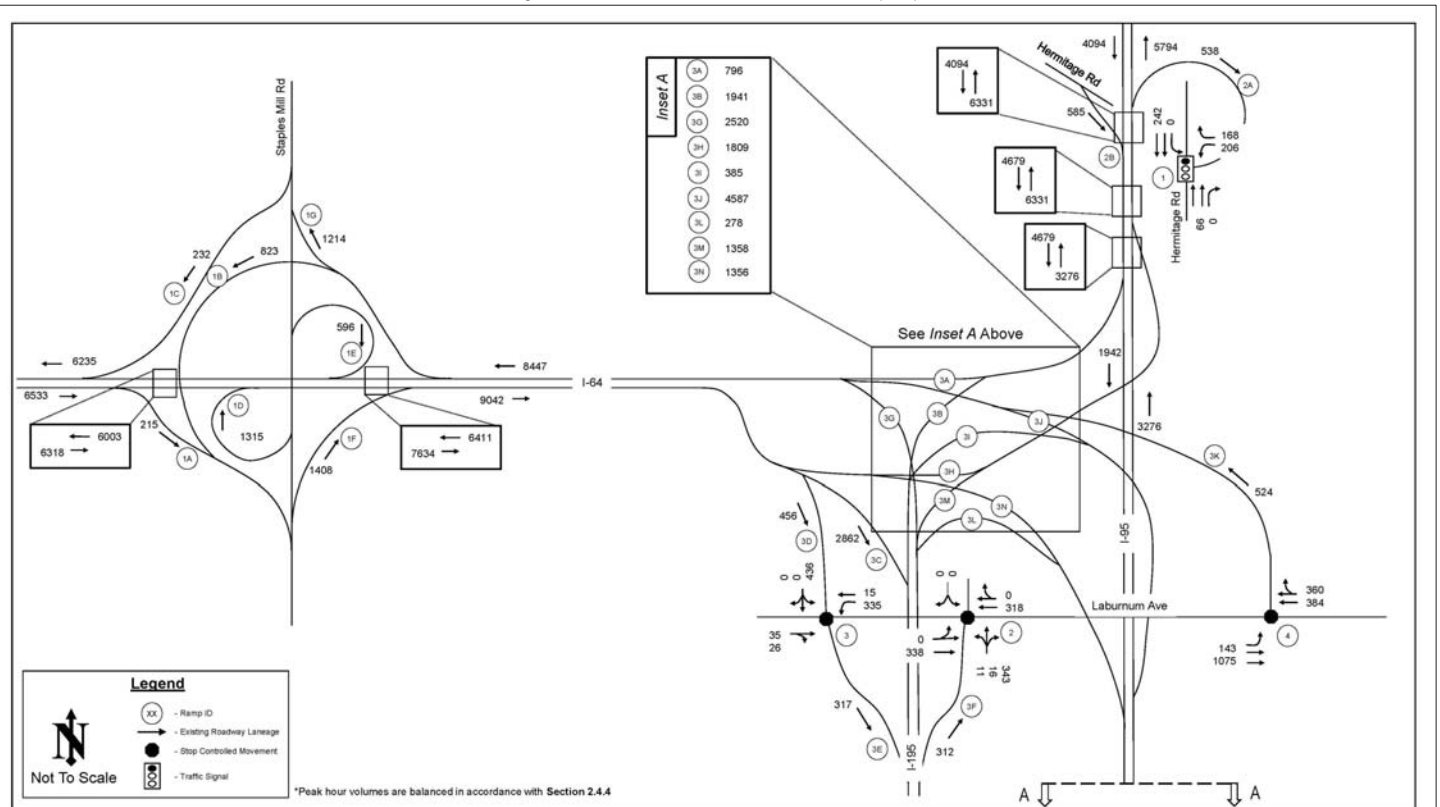 Inset A
3A 796
3B 1941
3G 2520
3H 1809
3I 385
3J 4587
3L 278
3M 1358
3N 1356
See Inset A Above
Staples Mill Rd
1G
1214
232
823
1B
1C
596
1E
6235
6533
8447
9042
I-64
1D
1315
215
1A
1F
1408
6003
6318
6411
7634
4094
5794
538
2A
Hermitage Rd
4094
6331
585
2B
242
0
168
206
1
66
0
Hermitage Rd
4679
6331
4679
3276
1942
3276
3A
3G
3B
3J
3I
3H
3K
524
3M
3N
3L
I-95
456
3D
2862
3C
0
0
436
15
335
0
0
0
318
Laburnum Ave
360
384
35
26
3
0
338
2
11
16
343
143
1075
4
317
3E
I-195
312
3F
Legend
XX - Ramp ID
- Existing Roadway Laneage
- Stop Controlled Movement
- Traffic Signal
N
Not To Scale
*Peak hour volumes are balanced in accordance with Section 2.4.4
A
A